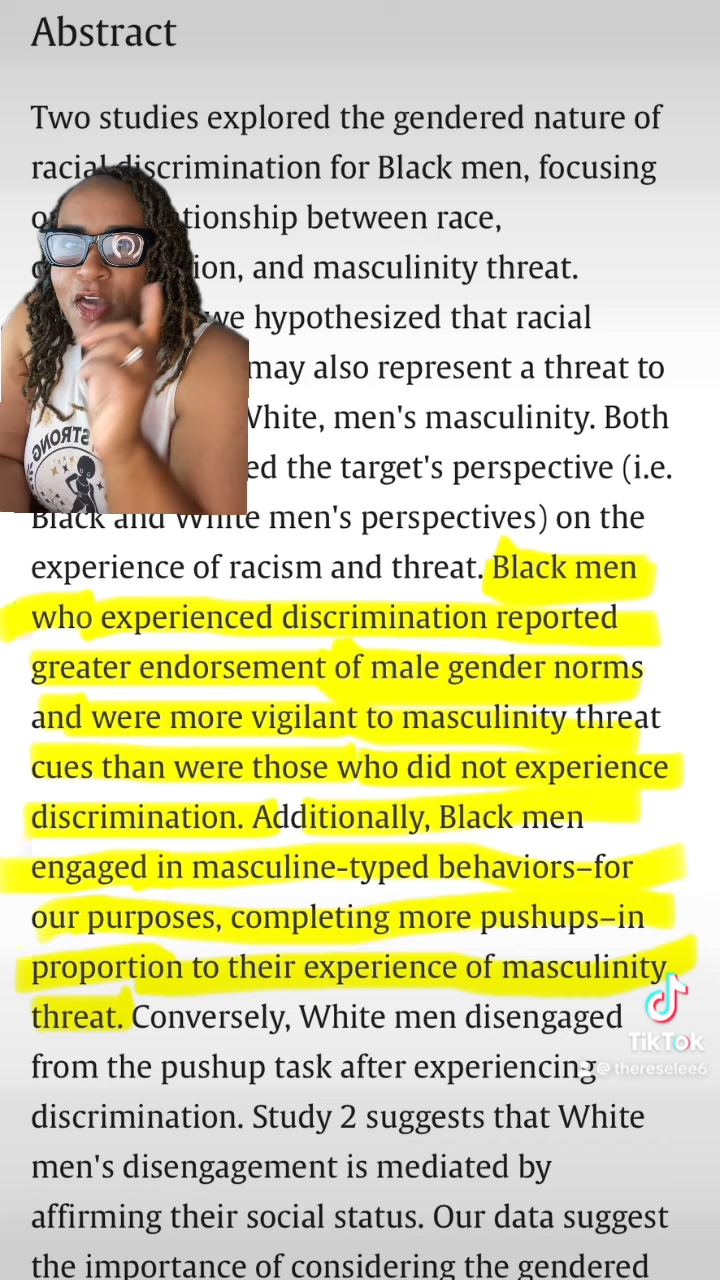 Abstract
Two studies explored the gendered nature of
racial discrimination for Black men, focusing
tionship between race,
ion, and masculinity threat.
we hypothesized that racial
may also represent a threat to
White, men's masculinity. Both
ed the target's perspective (i.e.
Black and White men's perspectives) on the
experience of racism and threat. Black men
who experienced discrimination reported
greater endorsement of male gender norms
and were more vigilant to masculinity threat
cues than were those who did not experience
discrimination. Additionally, Black men
engaged in masculine-typed behaviors–for
our purposes, completing more pushups–in
proportion to their experience of masculinity
threat. Conversely, White men disengaged
from the pushup task after experiencing
discrimination. Study 2 suggests that White
men's disengagement is mediated by
affirming their social status. Our data suggest
the importance of considering the gendered
STRONG
TikTok
@thereselee6